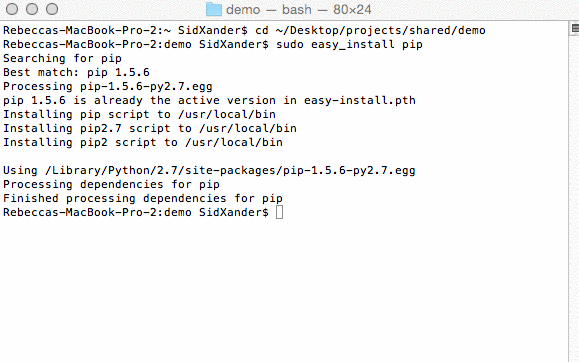 demo — bash — 80×24
Rebeccas-MacBook-Pro-2:~ SidXander$ cd ~/Desktop/projects/shared/demo
Rebeccas-MacBook-Pro-2:demo SidXander$ sudo easy_install pip
Searching for pip
Best match: pip 1.5.6
Processing pip-1.5.6-py2.7.egg
pip 1.5.6 is already the active version in easy-install.pth
Installing pip script to /usr/local/bin
Installing pip2.7 script to /usr/local/bin
Installing pip2 script to /usr/local/bin

Using /Library/Python/2.7/site-packages/pip-1.5.6-py2.7.egg
Processing dependencies for pip
Finished processing dependencies for pip
Rebeccas-MacBook-Pro-2:demo SidXander$